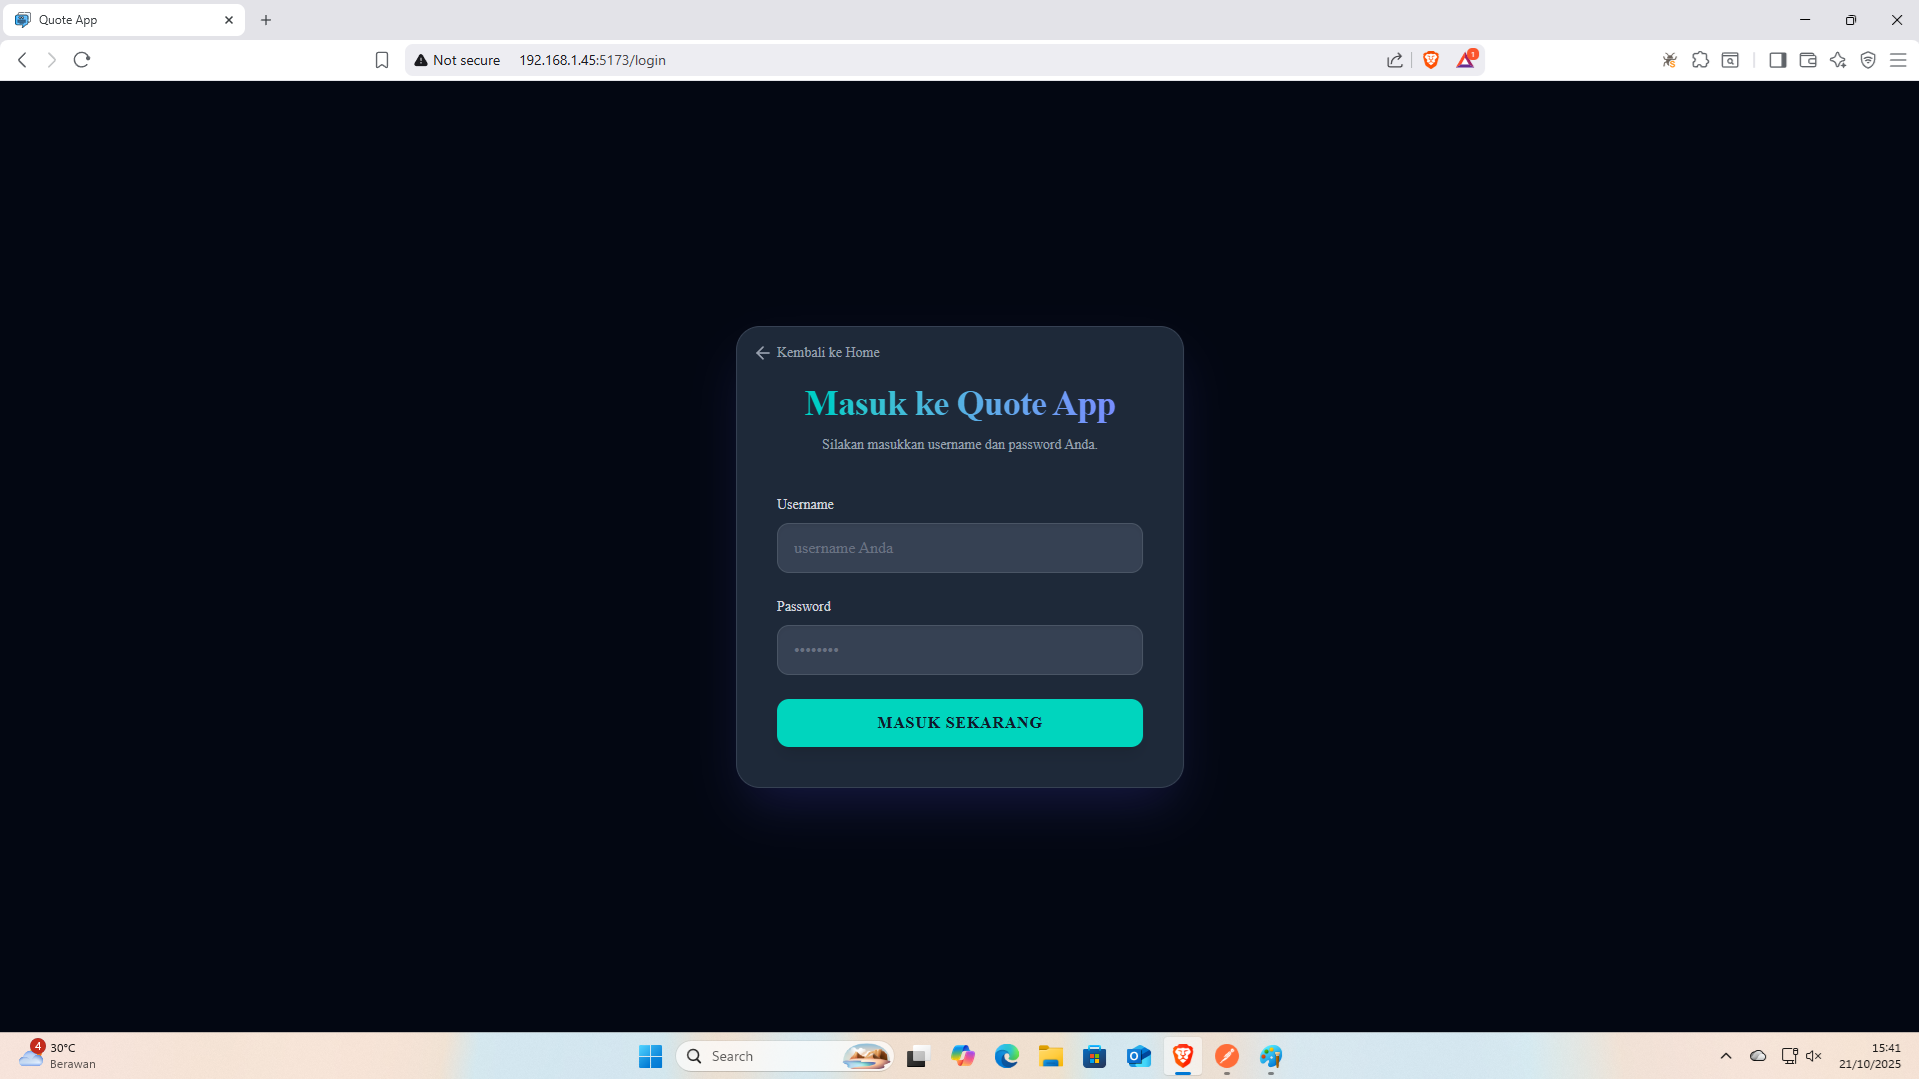 Quote App
Not secure
192.168.1.45:5173/login
1
Kembali ke Home
Masuk ke Quote App
Silakan masukkan username dan password Anda.
Username
username Anda
Password
••••••••
MASUK SEKARANG
4
30°C
Berawan
Search
15:41
21/10/2025